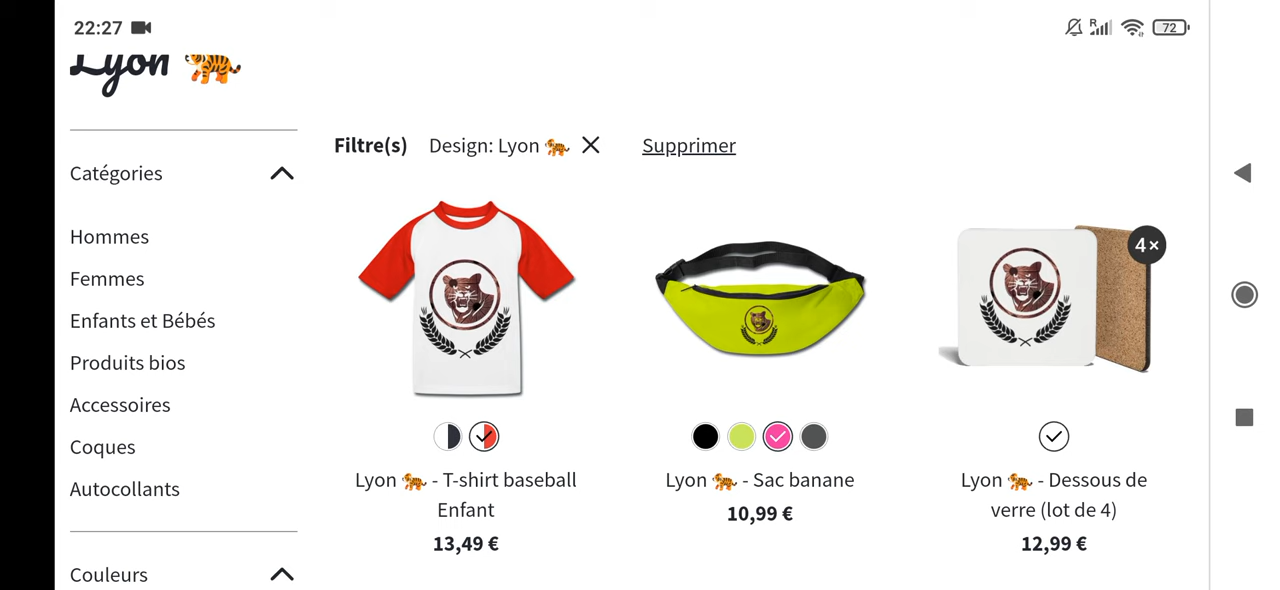 22:27
R
72
Lyon 🐅
Filtre(s) Design: Lyon 🐅 Supprimer
Catégories
Hommes
Femmes
Enfants et Bébés
Produits bios
Accessoires
Coques
Autocollants
Couleurs
4×
Lyon 🐅 - T-shirt baseball
Enfant
13,49 €
Lyon 🐅 - Sac banane
10,99 €
Lyon 🐅 - Dessous de
verre (lot de 4)
12,99 €